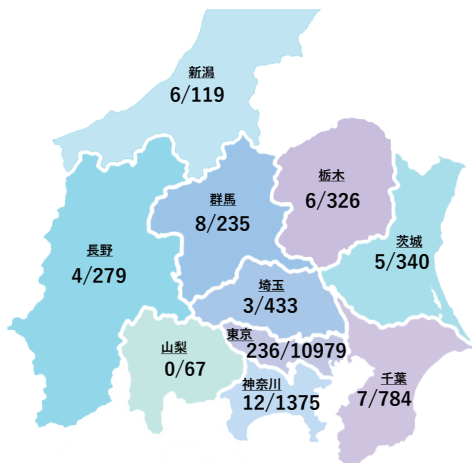 新潟
6/119
栃木
6/326
群馬
8/235
茨城
5/340
長野
4/279
埼玉
3/433
東京
236/10979
山梨
0/67
神奈川
12/1375
千葉
7/784